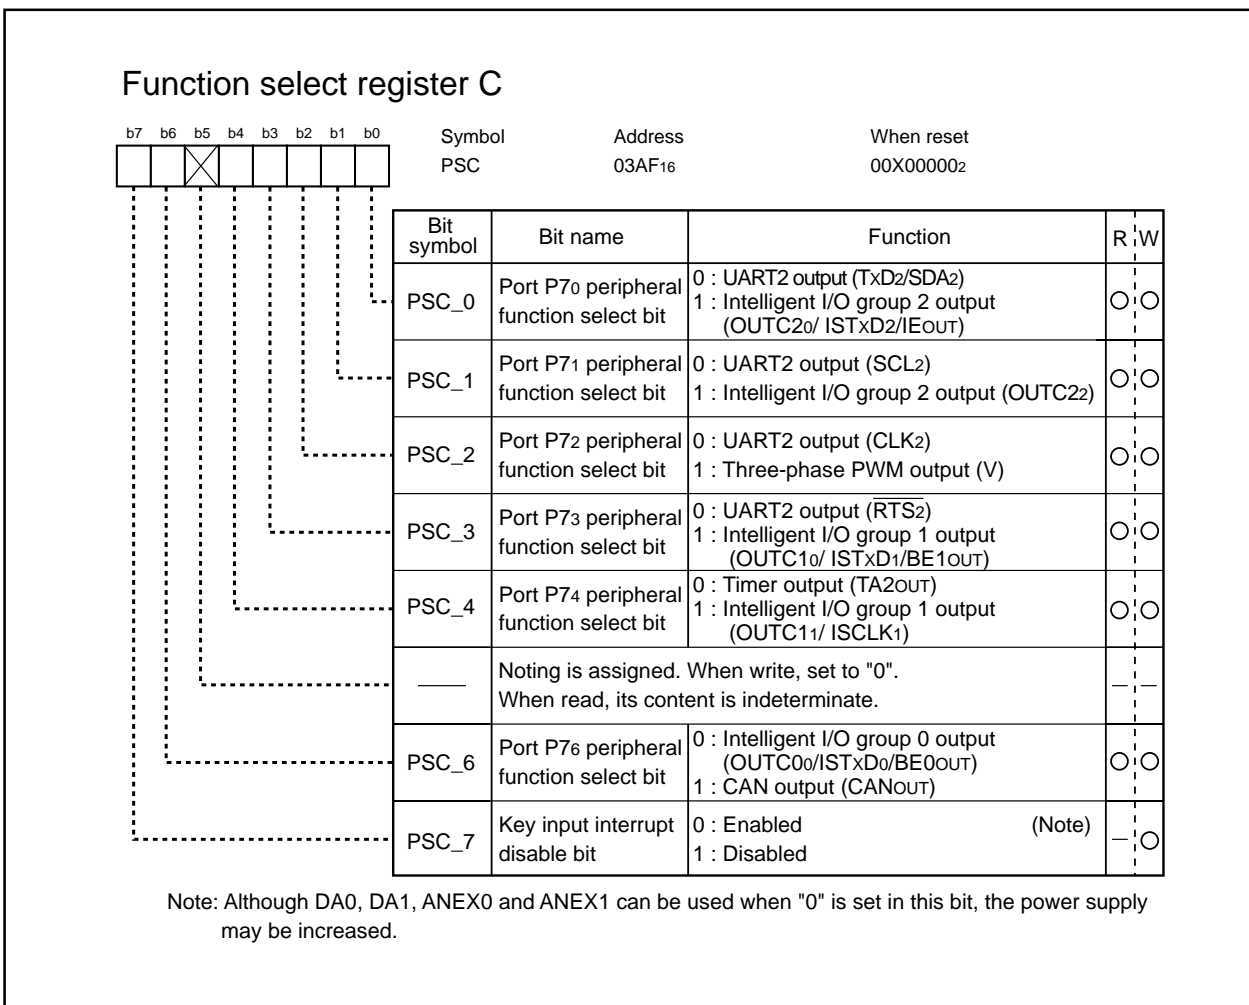 Function select register C
b7 b6 b5 b4 b3 b2 b1 b0
Symbol Address When reset
PSC 03AF16 00X000002
Bit symbol Bit name Function R W
PSC_0
Port P70 peripheral
function select bit
0 : UART2 output (TxD2/SDA2)
1 : Intelligent I/O group 2 output
(OUTC20/ ISTxD2/IEOUT)
PSC_1
Port P71 peripheral
function select bit
0 : UART2 output (SCL2)
1 : Intelligent I/O group 2 output (OUTC22)
PSC_2
Port P72 peripheral
function select bit
0 : UART2 output (CLK2)
1 : Three-phase PWM output (V)
PSC_3
Port P73 peripheral
function select bit
0 : UART2 output (RTS2)
1 : Intelligent I/O group 1 output
(OUTC10/ ISTxD1/BE1OUT)
PSC_4
Port P74 peripheral
function select bit
0 : Timer output (TA2OUT)
1 : Intelligent I/O group 1 output
(OUTC11/ ISCLK1)
Noting is assigned. When write, set to "0".
When read, its content is indeterminate.
PSC_6
Port P76 peripheral
function select bit
0 : Intelligent I/O group 0 output
(OUTC00/ISTxD0/BE0OUT)
1 : CAN output (CANOUT)
PSC_7
Key input interrupt
disable bit
0 : Enabled (Note)
1 : Disabled
Note: Although DA0, DA1, ANEX0 and ANEX1 can be used when "0" is set in this bit, the power supply
may be increased.